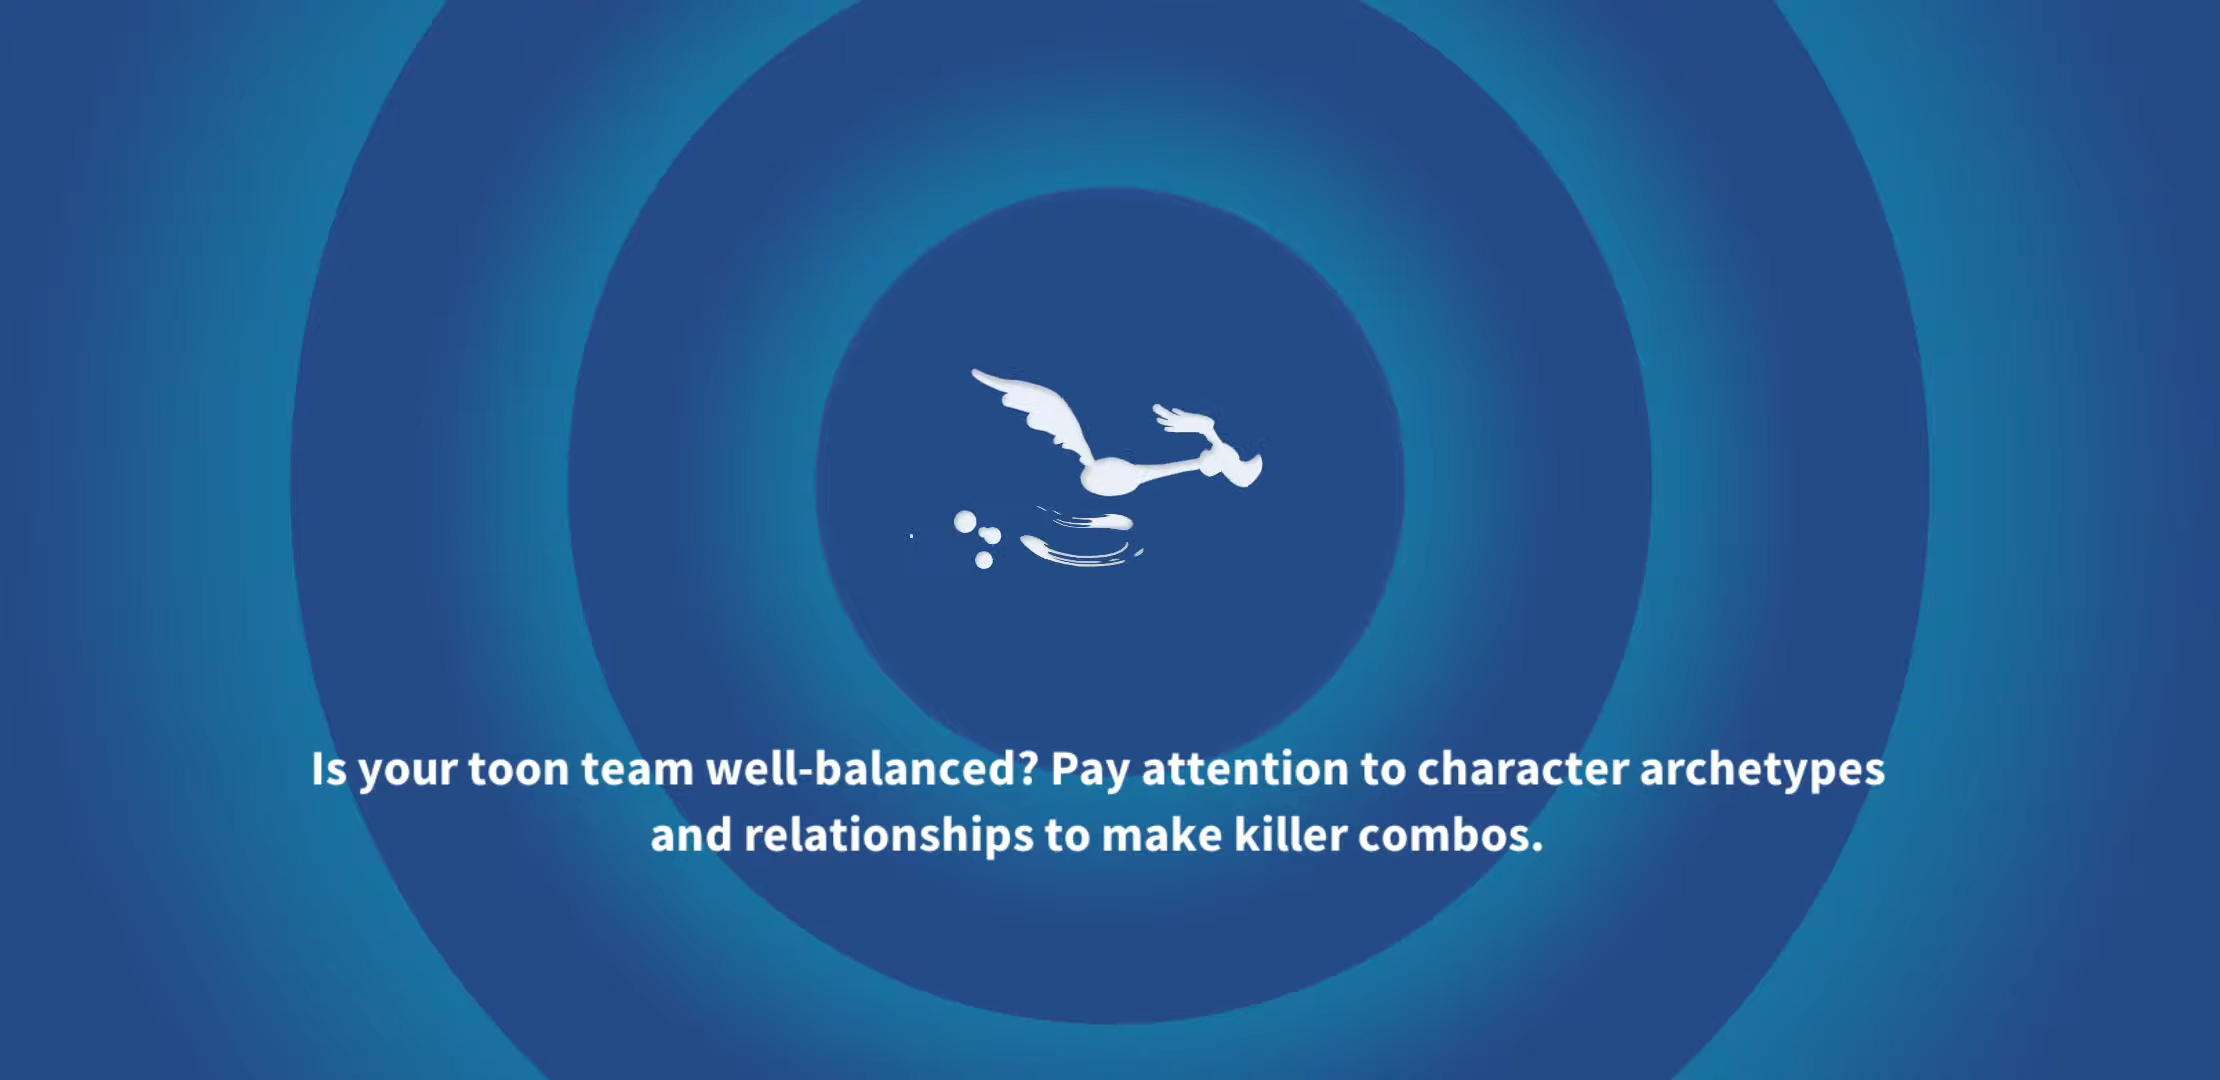 Is your toon team well-balanced? Pay attention to character archetypes
and relationships to make killer combos.